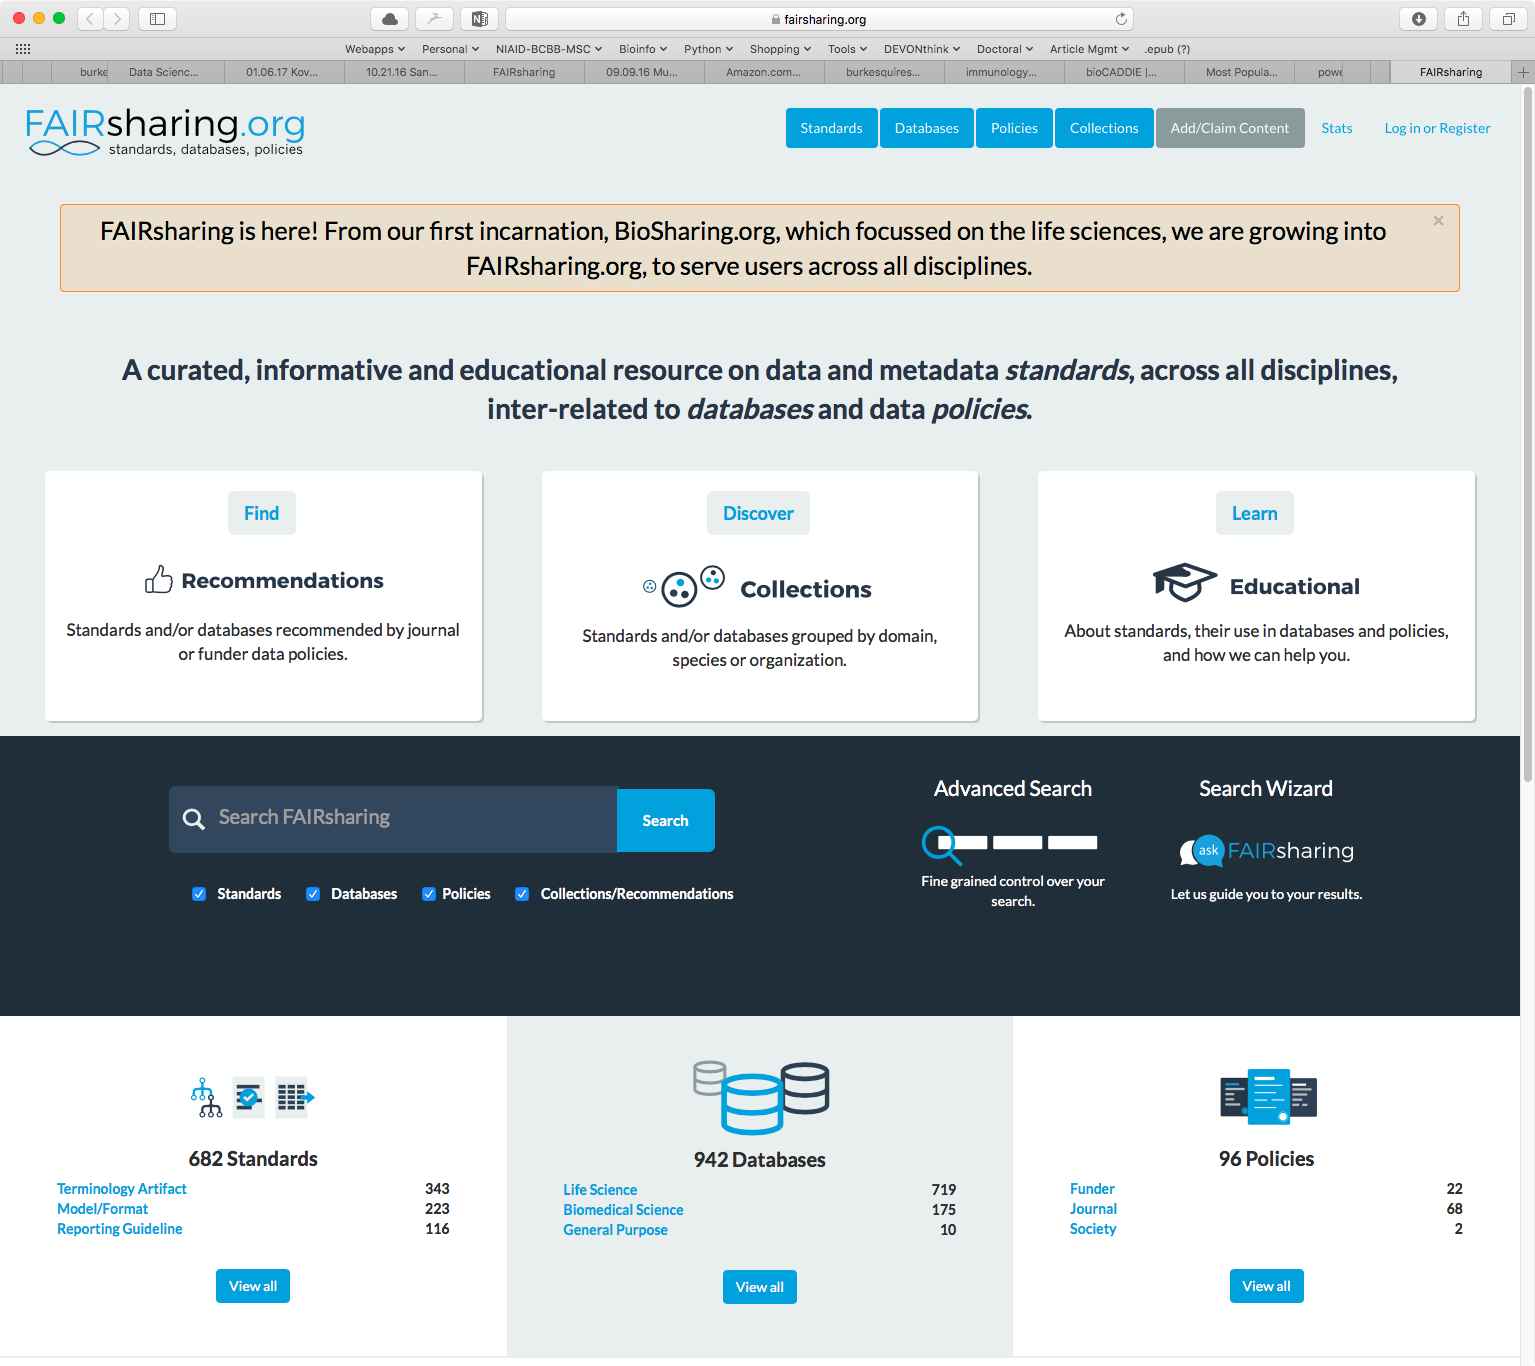 fairsharing.org
Webapps Personal NIAID-BCBB-MSC Bioinfo Python Shopping Tools DEVONthink Doctoral Article Mgmt .epub (?)
burke Data Scienc... 01.06.17 Kov... 10.21.16 San... FAIRsharing 09.09.16 Mu... Amazon.com... burkesquires... immunology... bioCADDIE |... Most Popula... powe FAIRsharing
FAIRsharing.org
standards, databases, policies
Standards Databases Policies Collections Add/Claim Content Stats Log in or Register
FAIRsharing is here! From our first incarnation, BioSharing.org, which focussed on the life sciences, we are growing into
FAIRsharing.org, to serve users across all disciplines.
×
A curated, informative and educational resource on data and metadata standards, across all disciplines,
inter-related to databases and data policies.
Find
Recommendations
Standards and/or databases recommended by journal
or funder data policies.
Discover
Collections
Standards and/or databases grouped by domain,
species or organization.
Learn
Educational
About standards, their use in databases and policies,
and how we can help you.
Search FAIRsharing
Search
Standards Databases Policies Collections/Recommendations
Advanced Search
Fine grained control over your
search.
Search Wizard
ask FAIRsharing
Let us guide you to your results.
682 Standards
Terminology Artifact 343
Model/Format 223
Reporting Guideline 116
View all
942 Databases
Life Science 719
Biomedical Science 175
General Purpose 10
View all
96 Policies
Funder 22
Journal 68
Society 2
View all